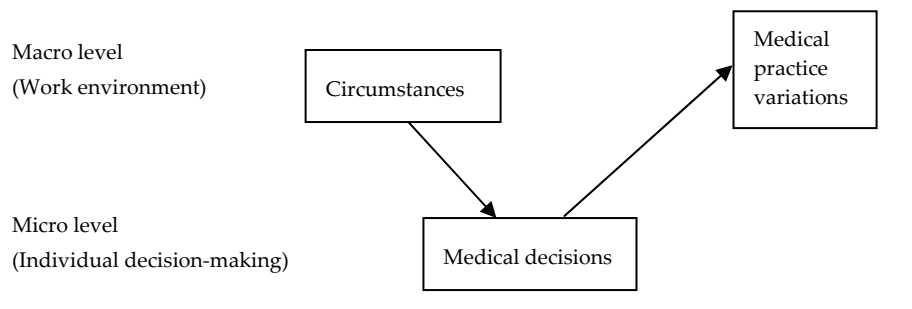 Macro level
(Work environment)
Circumstances
Medical
practice
variations
Micro level
(Individual decision-making)
Medical decisions